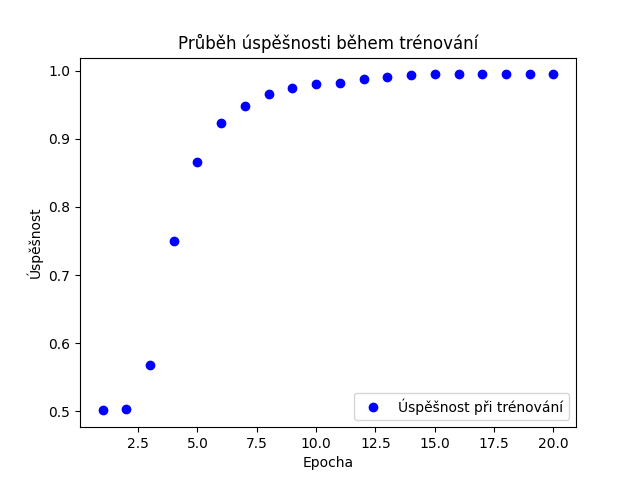 Průběh úspěšnosti během trénování
1.0
0.9
0.8
0.7
0.6
0.5
Úspěšnost
Úspěšnost při trénování
2.5 5.0 7.5 10.0 12.5 15.0 17.5 20.0
Epocha